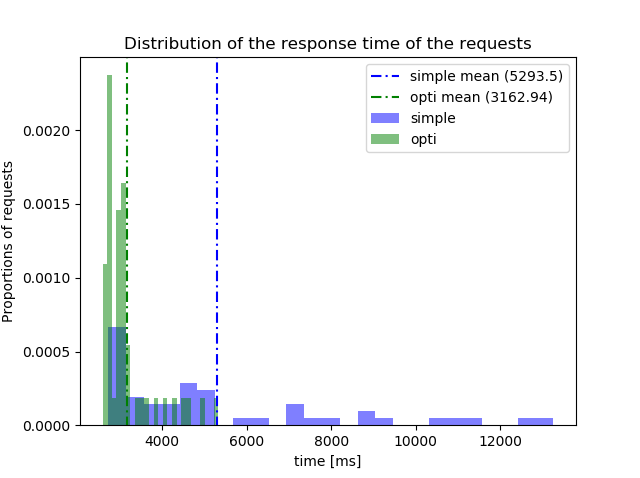 Distribution of the response time of the requests
simple mean (5293.5)
opti mean (3162.94)
simple
opti
Proportions of requests
0.0020
0.0015
0.0010
0.0005
0.0000
4000 6000 8000 10000 12000
time [ms]